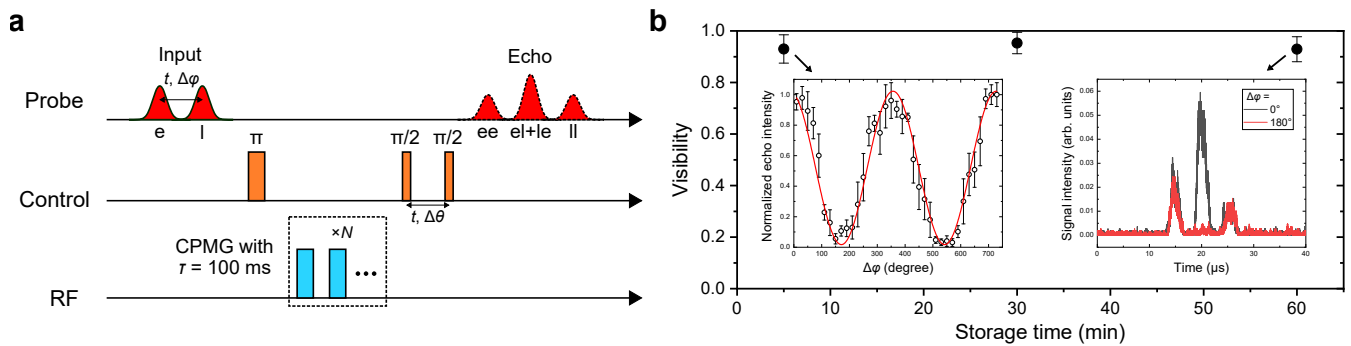 a
Input
t, Δφ
Echo
Probe
e
l
ee
el+le
ll
π
π/2
π/2
Control
t, Δθ
×N
CPMG with
τ = 100 ms
•••
RF
b
Visibility
1.0
0.8
0.6
0.4
0.2
0.0
0
10
20
30
40
50
60
Storage time (min)
Normalized echo intensity
1.0
0.8
0.6
0.4
0.2
0.0
0
100
200
300
400
500
600
700
Δφ (degree)
Signal intensity (arb. units)
0.06
0.05
0.04
0.03
0.02
0.01
0.00
0
10
20
30
40
Time (μs)
Δφ =
0°
180°